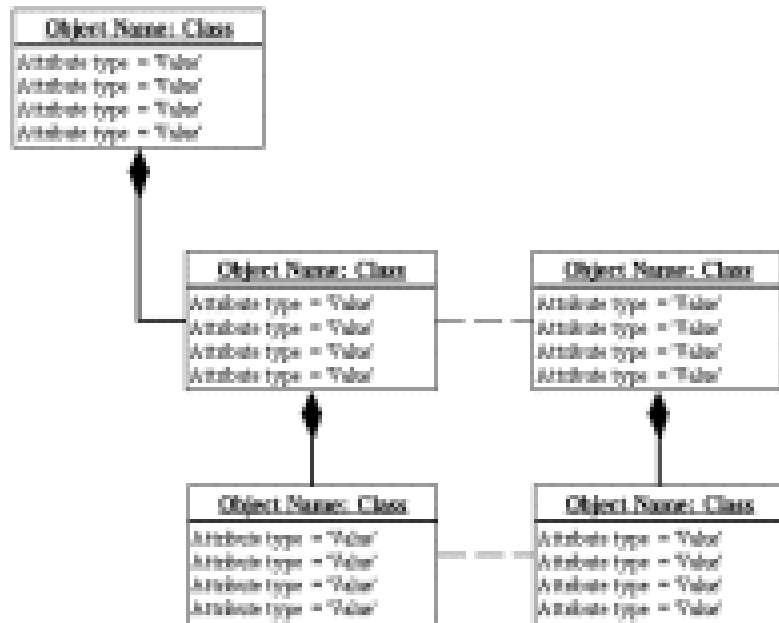 Object Name: Class
Attribute type = 'Value'
Attribute type = 'Value'
Attribute type = 'Value'
Attribute type = 'Value'
Object Name: Class
Attribute type = 'Value'
Attribute type = 'Value'
Attribute type = 'Value'
Attribute type = 'Value'
Object Name: Class
Attribute type = 'Value'
Attribute type = 'Value'
Attribute type = 'Value'
Attribute type = 'Value'
Object Name: Class
Attribute type = 'Value'
Attribute type = 'Value'
Attribute type = 'Value'
Attribute type = 'Value'
Object Name: Class
Attribute type = 'Value'
Attribute type = 'Value'
Attribute type = 'Value'
Attribute type = 'Value'